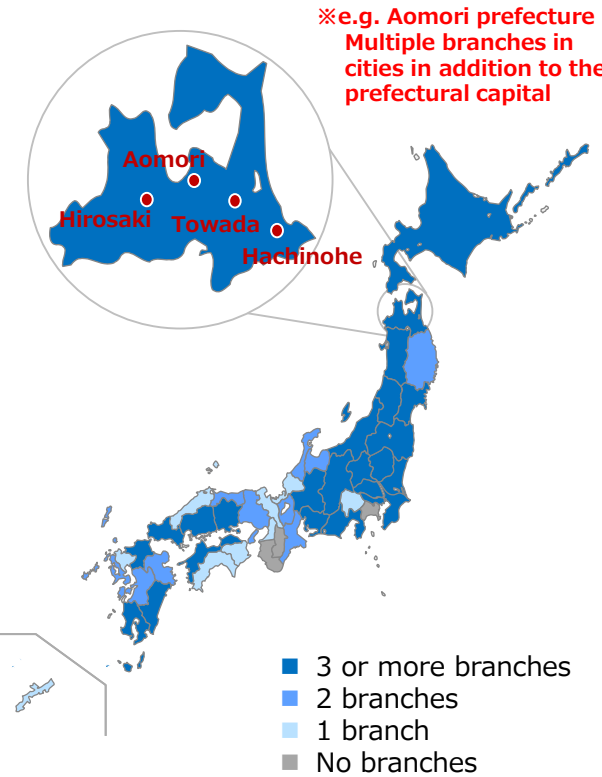 ※e.g. Aomori prefecture
Multiple branches in
cities in addition to the
prefectural capital
Aomori
Hirosaki
Towada
Hachinohe
3 or more branches
2 branches
1 branch
No branches